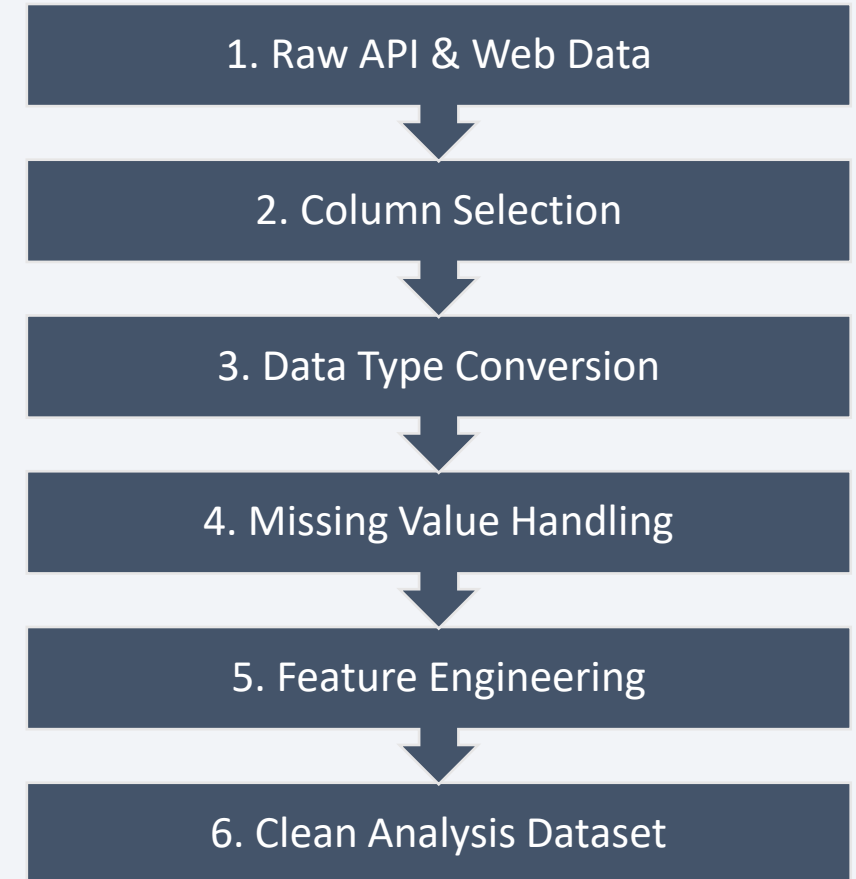 1. Raw API & Web Data
2. Column Selection
3. Data Type Conversion
4. Missing Value Handling
5. Feature Engineering
6. Clean Analysis Dataset